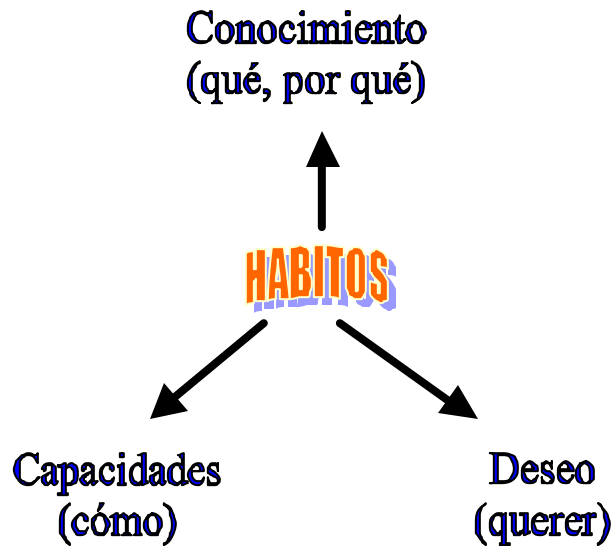 Conocimiento
(qué, por qué)
HABITOS
Capacidades
(cómo)
Deseo
(querer)